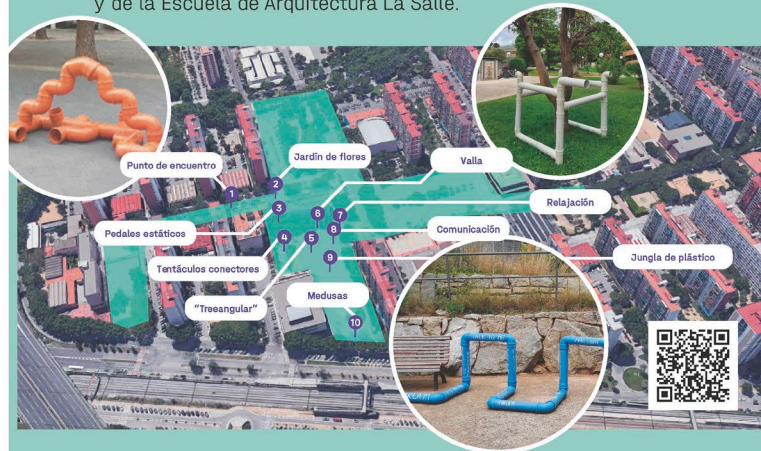 y de la Escuela de Arquitectura La Salle.
Punto de encuentro
Jardín de flores
Valla
Relajación
Pedales estáticos
Comunicación
Tentáculos conectores
Jungla de plástico
"Treeangular"
Medusas
1
2
3
4
5
6
7
8
9
10